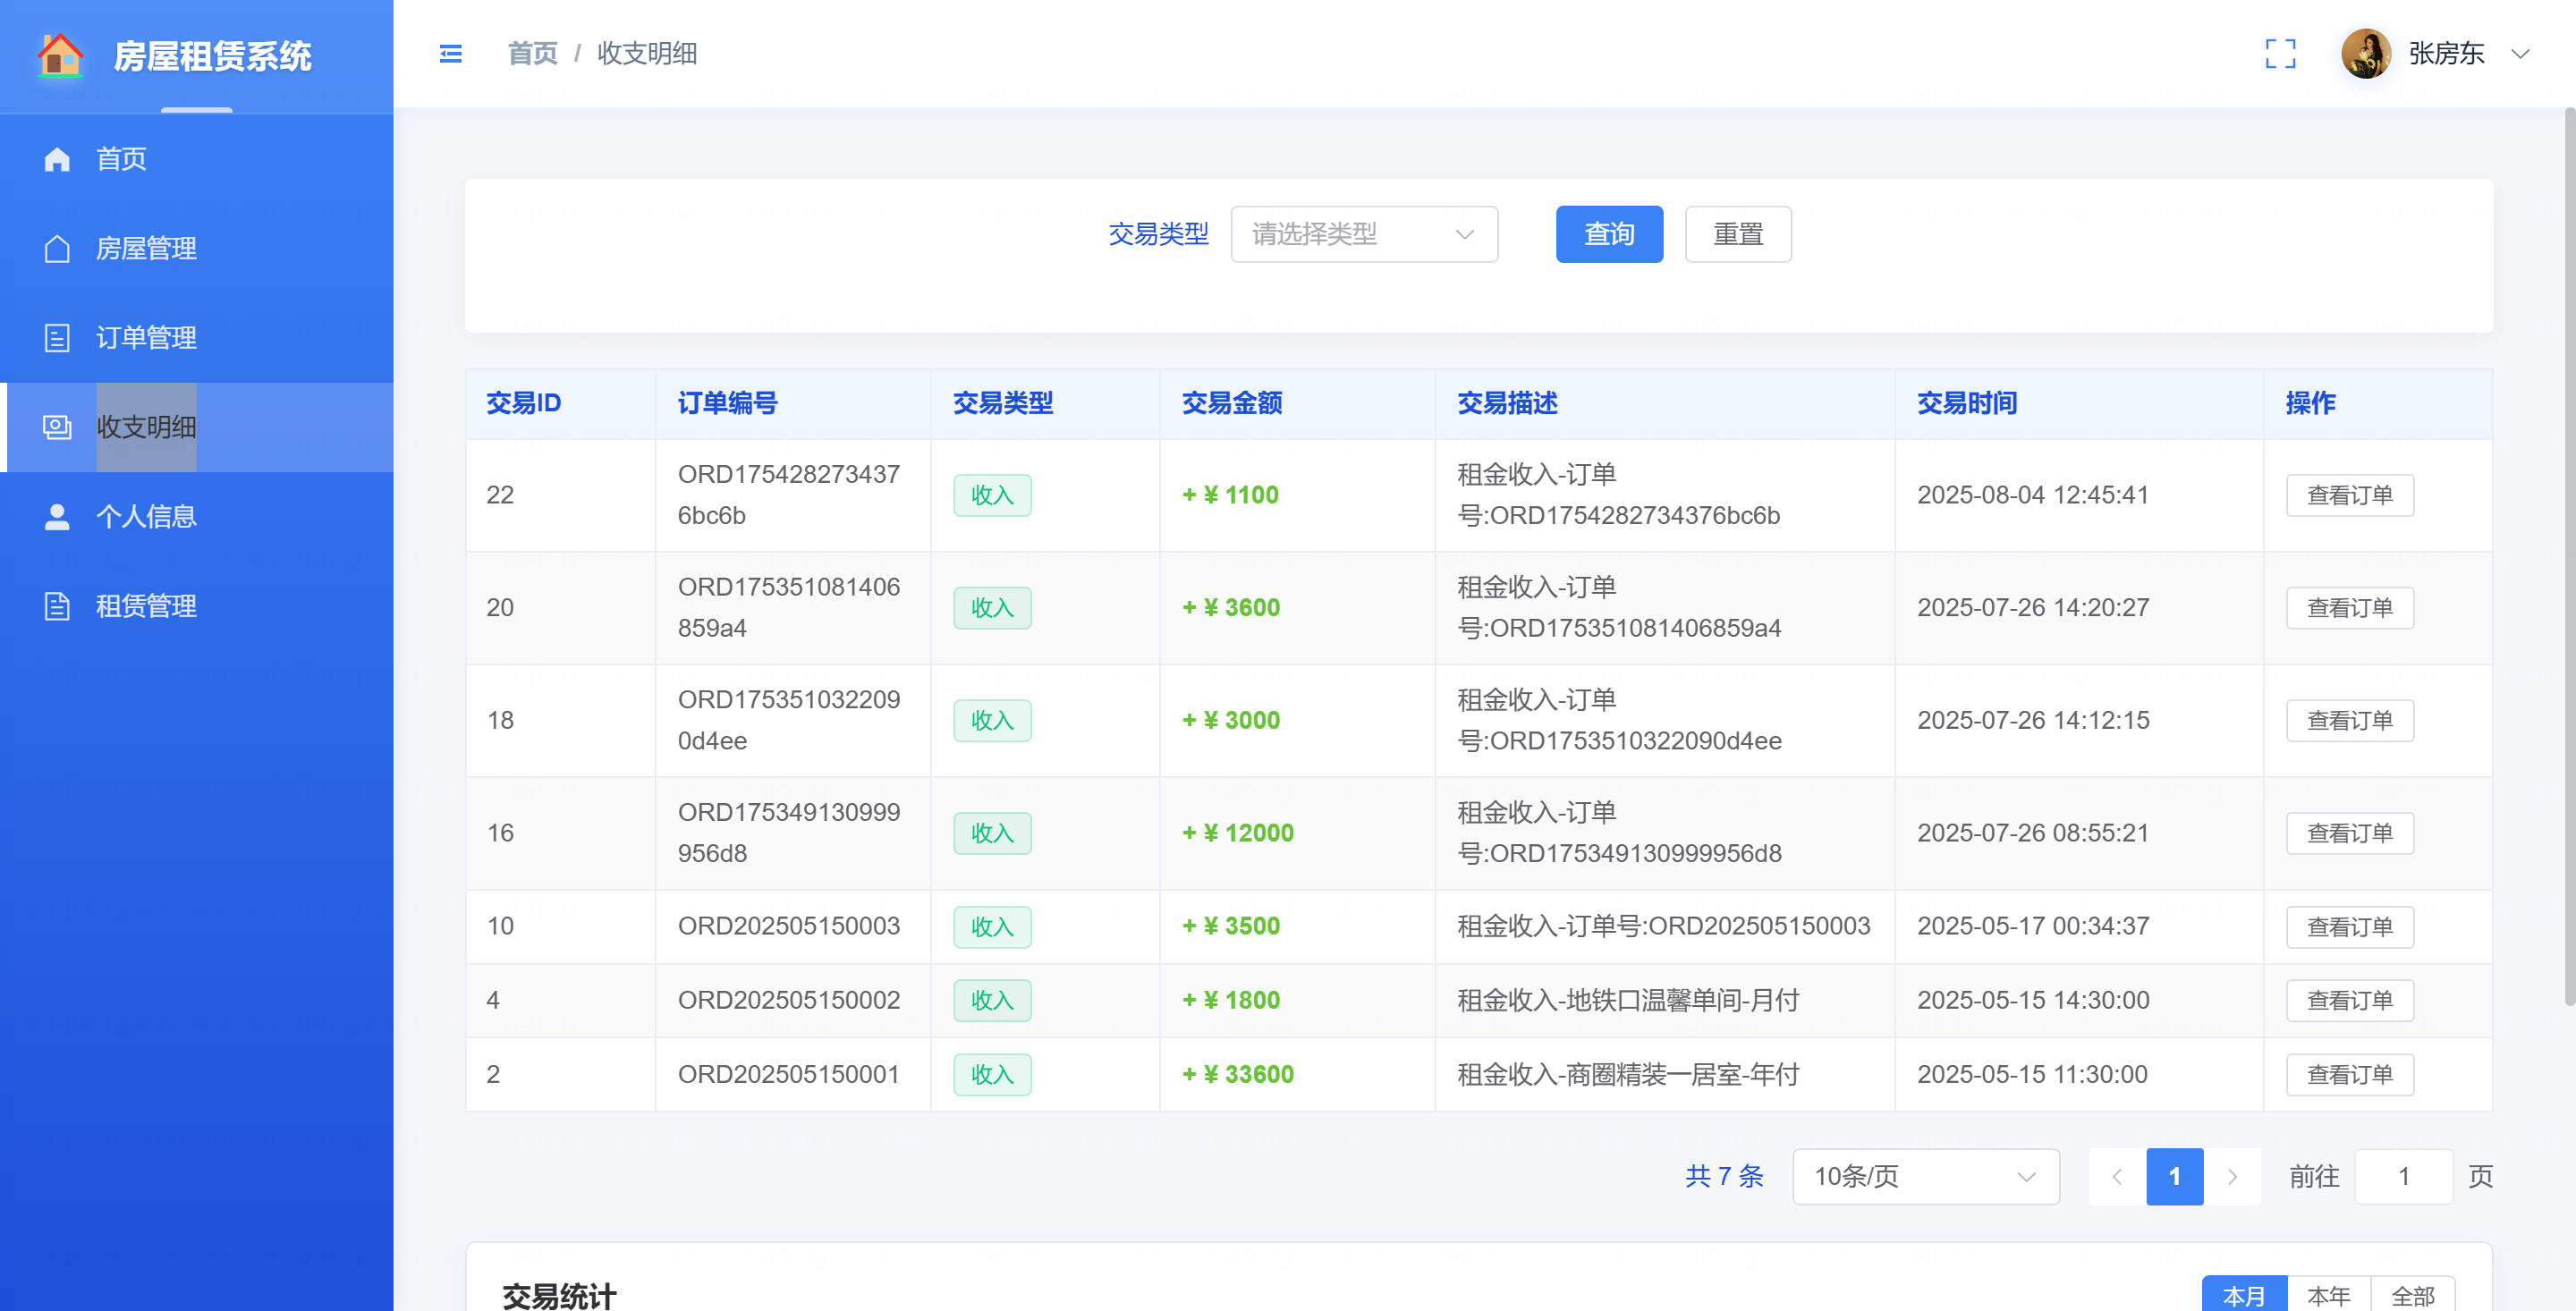 房屋租赁系统
首页 / 收支明细
张房东
首页
房屋管理
订单管理
收支明细
个人信息
租赁管理
交易类型 请选择类型 查询 重置
交易ID 订单编号 交易类型 交易金额 交易描述 交易时间 操作
22 ORD175428273437 收入 + ¥ 1100 租金收入-订单 2025-08-04 12:45:41 查看订单
6bc6b 号:ORD1754282734376bc6b
20 ORD175351081406 收入 + ¥ 3600 租金收入-订单 2025-07-26 14:20:27 查看订单
859a4 号:ORD175351081406859a4
18 ORD175351032209 收入 + ¥ 3000 租金收入-订单 2025-07-26 14:12:15 查看订单
0d4ee 号:ORD1753510322090d4ee
16 ORD175349130999 收入 + ¥ 12000 租金收入-订单 2025-07-26 08:55:21 查看订单
956d8 号:ORD175349130999956d8
10 ORD202505150003 收入 + ¥ 3500 租金收入-订单号:ORD202505150003 2025-05-17 00:34:37 查看订单
4 ORD202505150002 收入 + ¥ 1800 租金收入-地铁口温馨单间-月付 2025-05-15 14:30:00 查看订单
2 ORD202505150001 收入 + ¥ 33600 租金收入-商圈精装一居室-年付 2025-05-15 11:30:00 查看订单
共 7 条 10条/页 1 前往 1 页
交易统计 本月 本年 全部